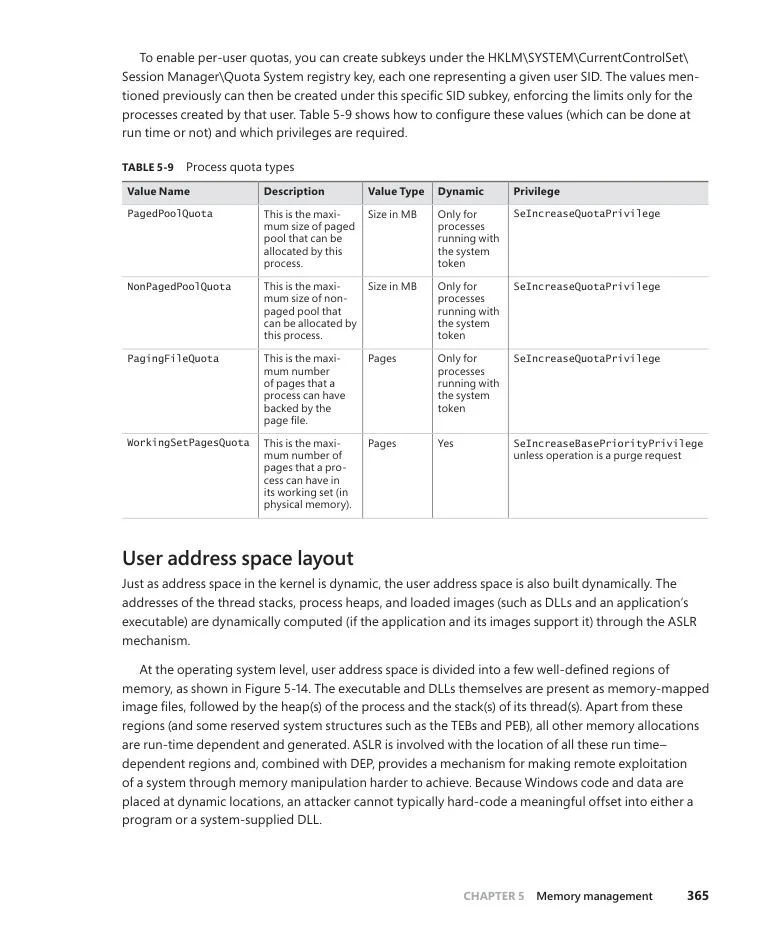 To enable per-user quotas, you can create subkeys under the HKLM\SYSTEM\CurrentControlSet\
Session Manager\Quota System registry key, each one representing a given user SID. The values men-
tioned previously can then be created under this specific SID subkey, enforcing the limits only for the
processes created by that user. Table 5-9 shows how to configure these values (which can be done at
run time or not) and which privileges are required.
TABLE 5-9 Process quota types
Value Name Description Value Type Dynamic Privilege
PagedPoolQuota This is the maxi- Size in MB Only for SeIncreaseQuotaPrivilege
mum size of paged processes
pool that can be running with
allocated by this the system
process. token
NonPagedPoolQuota This is the maxi- Size in MB Only for SeIncreaseQuotaPrivilege
mum size of non- processes
paged pool that running with
can be allocated by the system
this process. token
PagingFileQuota This is the maxi- Pages Only for SeIncreaseQuotaPrivilege
mum number processes
of pages that a running with
process can have the system
backed by the token
page file.
WorkingSetPagesQuota This is the maxi- Pages Yes SeIncreaseBasePriorityPrivilege
mum number of unless operation is a purge request
pages that a pro-
cess can have in
its working set (in
physical memory).
User address space layout
Just as address space in the kernel is dynamic, the user address space is also built dynamically. The
addresses of the thread stacks, process heaps, and loaded images (such as DLLs and an application’s
executable) are dynamically computed (if the application and its images support it) through the ASLR
mechanism.
At the operating system level, user address space is divided into a few well-defined regions of
memory, as shown in Figure 5-14. The executable and DLLs themselves are present as memory-mapped
image files, followed by the heap(s) of the process and the stack(s) of its thread(s). Apart from these
regions (and some reserved system structures such as the TEBs and PEB), all other memory allocations
are run-time dependent and generated. ASLR is involved with the location of all these run time–
dependent regions and, combined with DEP, provides a mechanism for making remote exploitation
of a system through memory manipulation harder to achieve. Because Windows code and data are
placed at dynamic locations, an attacker cannot typically hard-code a meaningful offset into either a
program or a system-supplied DLL.
CHAPTER 5 Memory management 365